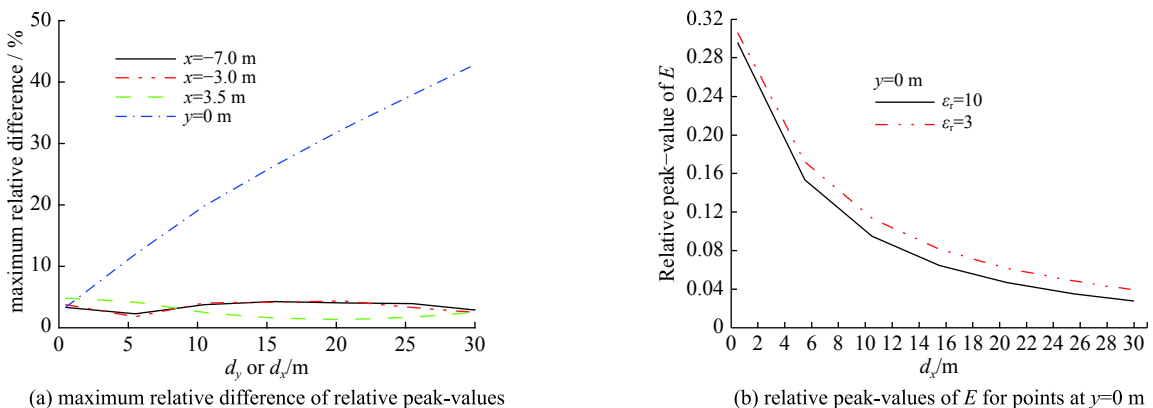 50
40
30
20
10
0
maximum relative difference / %
x=−7.0 m
x=−3.0 m
x=3.5 m
y=0 m
0 5 10 15 20 25 30
d_y or d_x/m
(a) maximum relative difference of relative peak-values
0.32
0.28
0.24
0.20
0.16
0.12
0.08
0.04
0
Relative peak−value of E
y=0 m
ε_r=10
ε_r=3
0 2 4 6 8 10 12 14 16 18 20 22 24 26 28 30
d_x/m
(b) relative peak-values of E for points at y=0 m